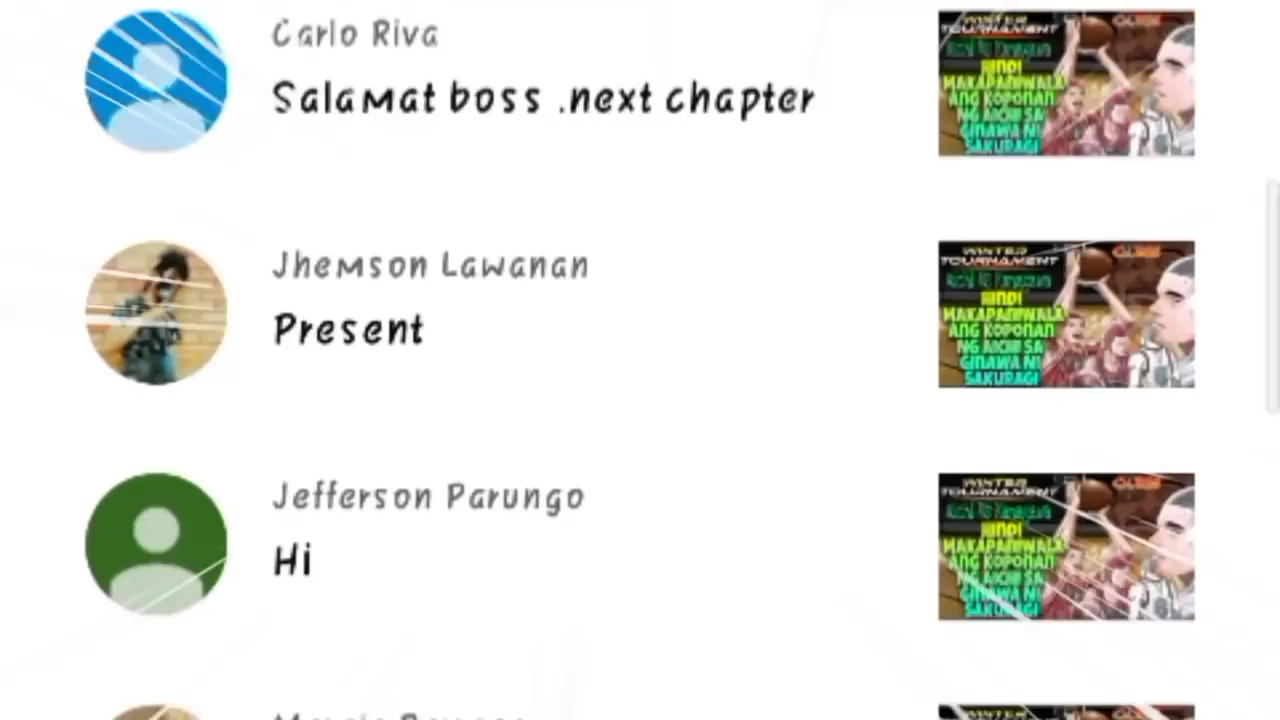 Carlo Riva
Salamat boss .next chapter
WINTER
TOURNAMENT
HINDI
MAKAPANIWALA
ANG KOPONAN
NG AICHI SA
GINAWA NI
SAKURAGI
Jhemson Lawanan
Present
WINTER
TOURNAMENT
HINDI
MAKAPANIWALA
ANG KOPONAN
NG AICHI SA
GINAWA NI
SAKURAGI
Jefferson Parungo
Hi
WINTER
TOURNAMENT
HINDI
MAKAPANIWALA
ANG KOPONAN
NG AICHI SA
GINAWA NI
SAKURAGI